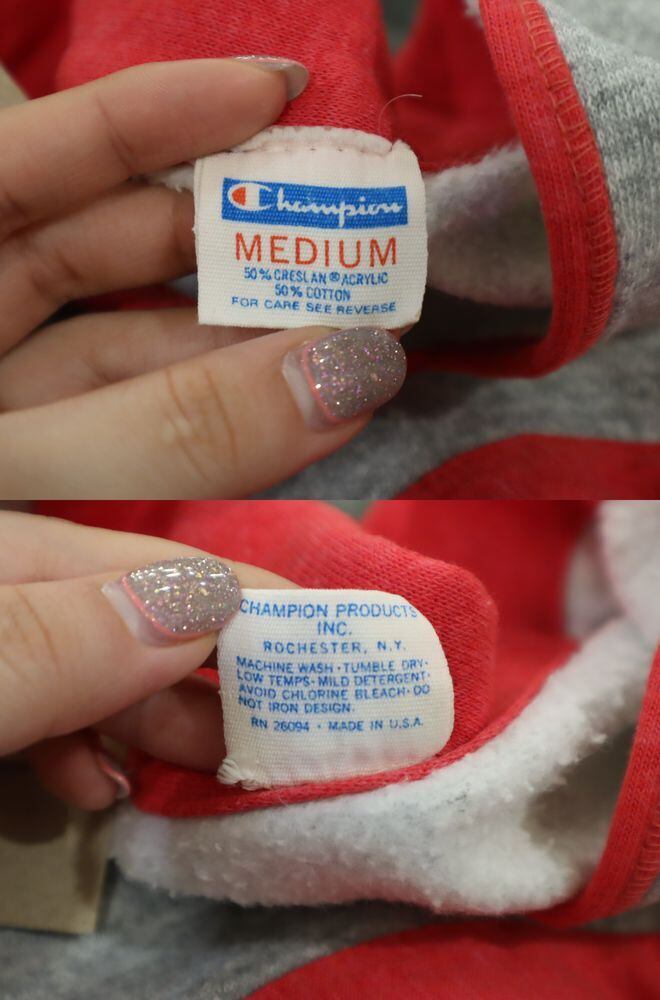 Champion
MEDIUM
50% CRESLAN® ACRYLIC
50% COTTON
FOR CARE SEE REVERSE
CHAMPION PRODUCTS
INC.
ROCHESTER, N.Y.
MACHINE WASH · TUMBLE DRY ·
LOW TEMPS · MILD DETERGENT ·
AVOID CHLORINE BLEACH · DO
NOT IRON DESIGN.
RN 26094 · MADE IN U.S.A.